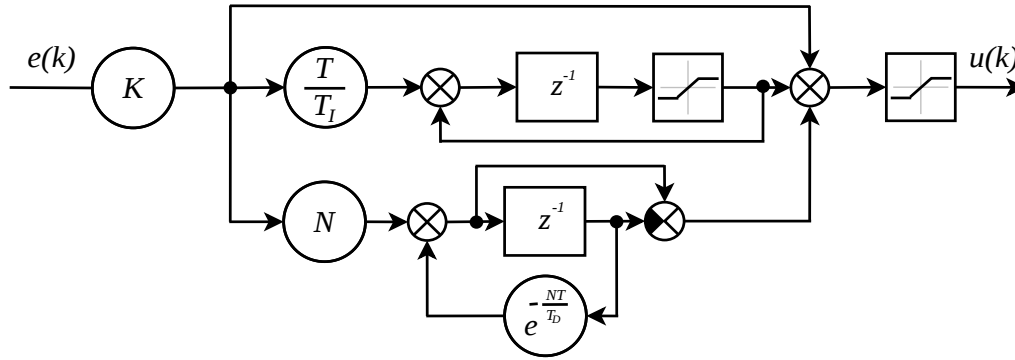 e(k)
K
T
T_I
z⁻¹
u(k)
N
z⁻¹
e^(-NT/T_D)